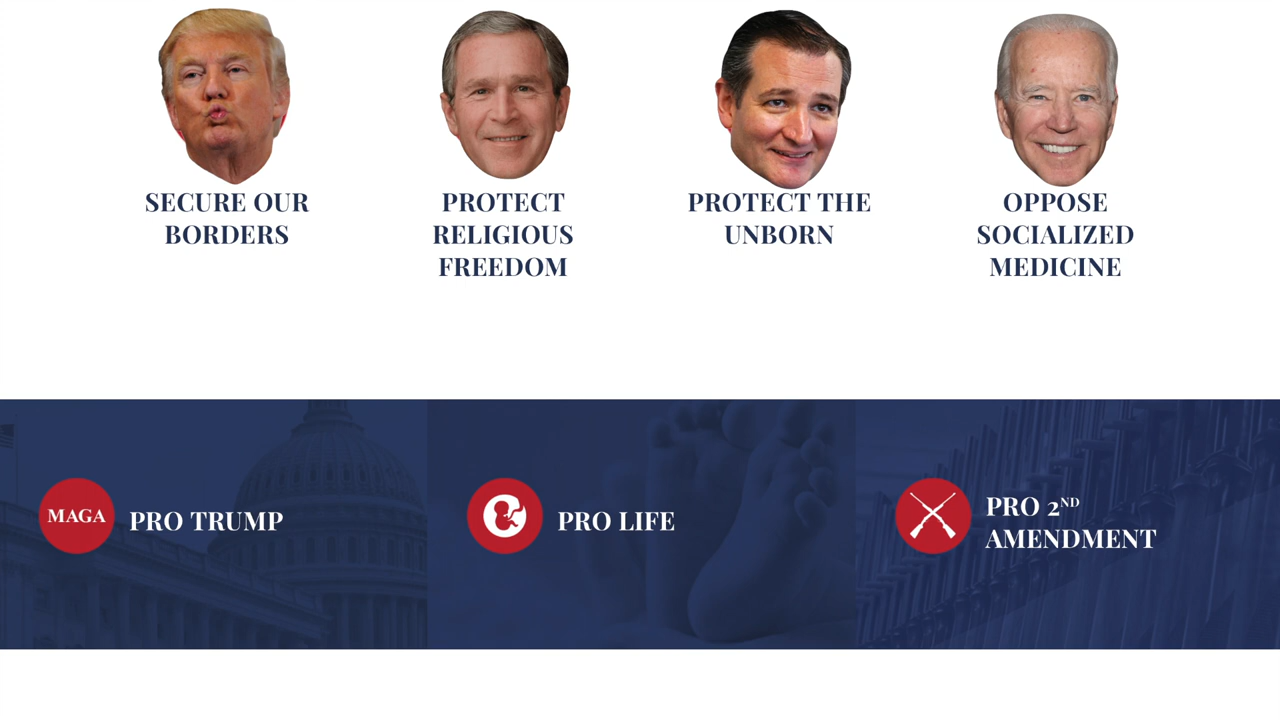 SECURE OUR
BORDERS
PROTECT
RELIGIOUS
FREEDOM
PROTECT THE
UNBORN
OPPOSE
SOCIALIZED
MEDICINE
MAGA
PRO TRUMP
PRO LIFE
PRO 2ND
AMENDMENT